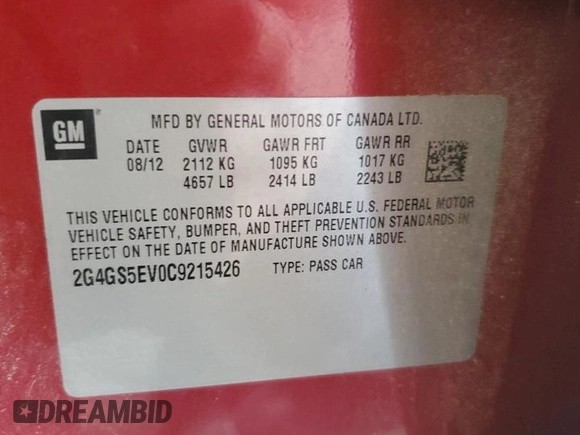 GM
MFD BY GENERAL MOTORS OF CANADA LTD.
DATE GVWR GAWR FRT GAWR RR
08/12 2112 KG 1095 KG 1017 KG
4657 LB 2414 LB 2243 LB
THIS VEHICLE CONFORMS TO ALL APPLICABLE U.S. FEDERAL MOTOR
VEHICLE SAFETY, BUMPER, AND THEFT PREVENTION STANDARDS IN
EFFECT ON THE DATE OF MANUFACTURE SHOWN ABOVE.
2G4GS5EV0C9215426 TYPE: PASS CAR
DREAMBID